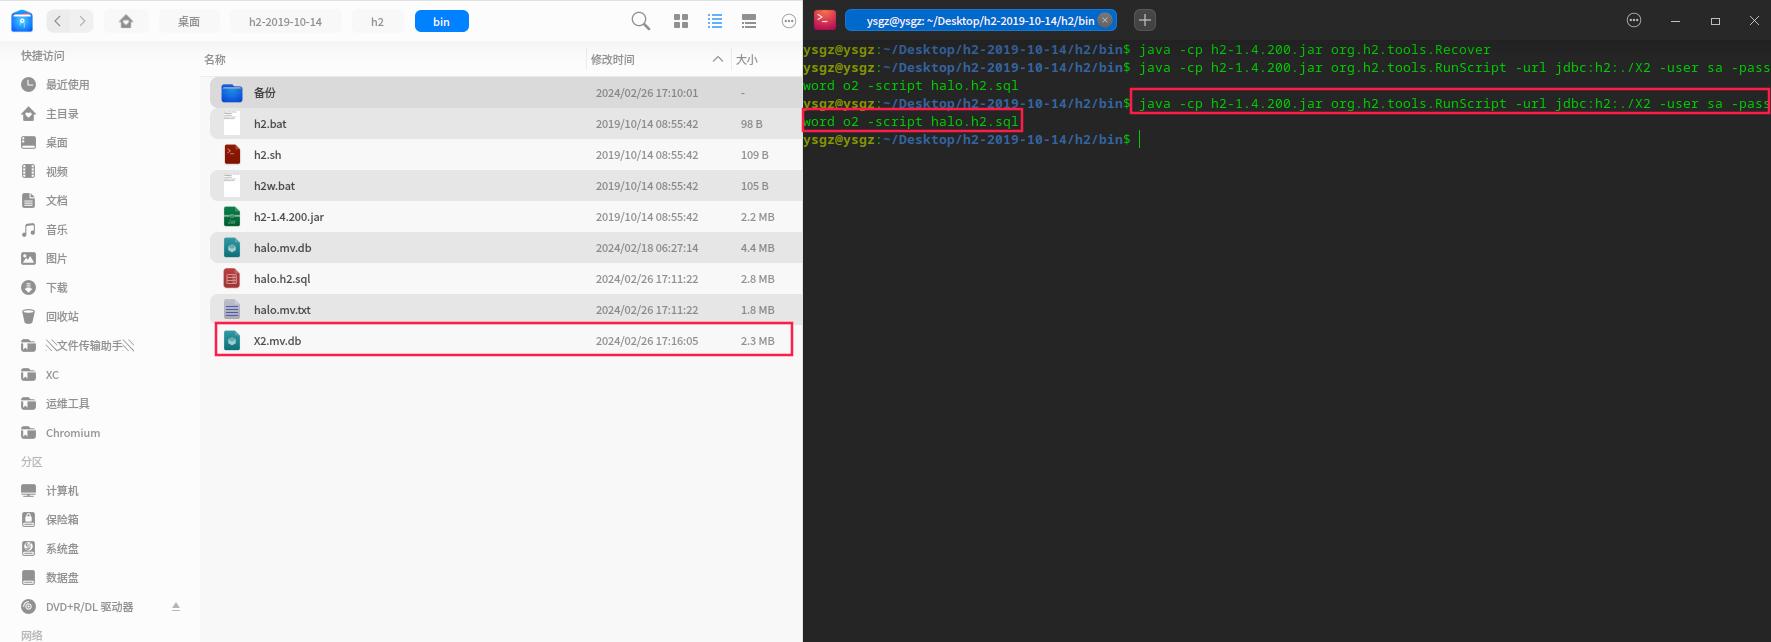 桌面
h2-2019-10-14
h2
bin
快捷访问
最近使用
主目录
桌面
视频
文档
音乐
图片
下载
回收站
╲╲文件传输助手╲╲
XC
运维工具
Chromium
分区
计算机
保险箱
系统盘
数据盘
DVD+R/DL 驱动器
网络
名称 修改时间 大小
备份 2024/02/26 17:10:01 -
h2.bat 2019/10/14 08:55:42 98 B
h2.sh 2019/10/14 08:55:42 109 B
h2w.bat 2019/10/14 08:55:42 105 B
h2-1.4.200.jar 2019/10/14 08:55:42 2.2 MB
halo.mv.db 2024/02/18 06:27:14 4.4 MB
halo.h2.sql 2024/02/26 17:11:22 2.8 MB
halo.mv.txt 2024/02/26 17:11:22 1.8 MB
X2.mv.db 2024/02/26 17:16:05 2.3 MB
ysgz@ysgz: ~/Desktop/h2-2019-10-14/h2/bin
ysgz@ysgz:~/Desktop/h2-2019-10-14/h2/bin$ java -cp h2-1.4.200.jar org.h2.tools.Recover
ysgz@ysgz:~/Desktop/h2-2019-10-14/h2/bin$ java -cp h2-1.4.200.jar org.h2.tools.RunScript -url jdbc:h2:./X2 -user sa -pass
word o2 -script halo.h2.sql
ysgz@ysgz:~/Desktop/h2-2019-10-14/h2/bin$ java -cp h2-1.4.200.jar org.h2.tools.RunScript -url jdbc:h2:./X2 -user sa -pass
word o2 -script halo.h2.sql
ysgz@ysgz:~/Desktop/h2-2019-10-14/h2/bin$